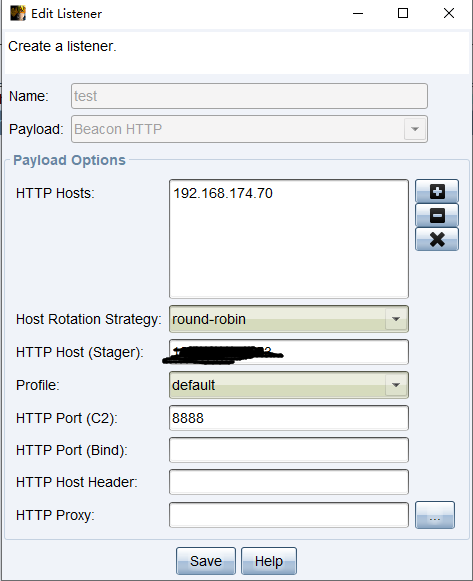 Edit Listener
Create a listener.
Name: test
Payload: Beacon HTTP
Payload Options
HTTP Hosts: 192.168.174.70
Host Rotation Strategy: round-robin
HTTP Host (Stager):
Profile: default
HTTP Port (C2): 8888
HTTP Port (Bind):
HTTP Host Header:
HTTP Proxy: ...
Save Help